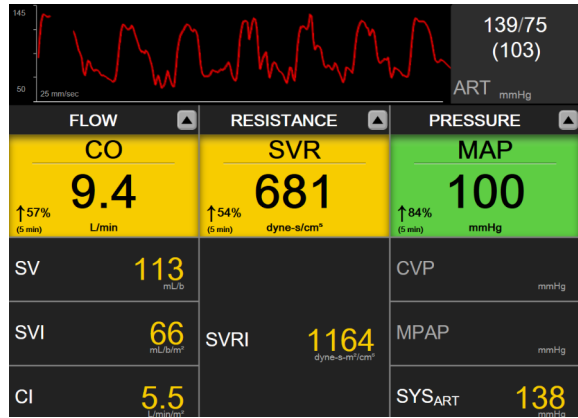 145
139/75
(103)
50
25 mm/sec
ART mmHg
FLOW
RESISTANCE
PRESSURE
CO
9.4
↑57%
(5 min)
L/min
SVR
681
↑54%
(5 min)
dyne-s/cm⁵
MAP
100
↑84%
(5 min)
mmHg
SV 113
mL/b
SVI 66
mL/b/m²
CI 5.5
L/min/m²
SVRI 1164
dyne-s-m²/cm⁵
CVP
mmHg
MPAP
mmHg
SYSART 138
mmHg